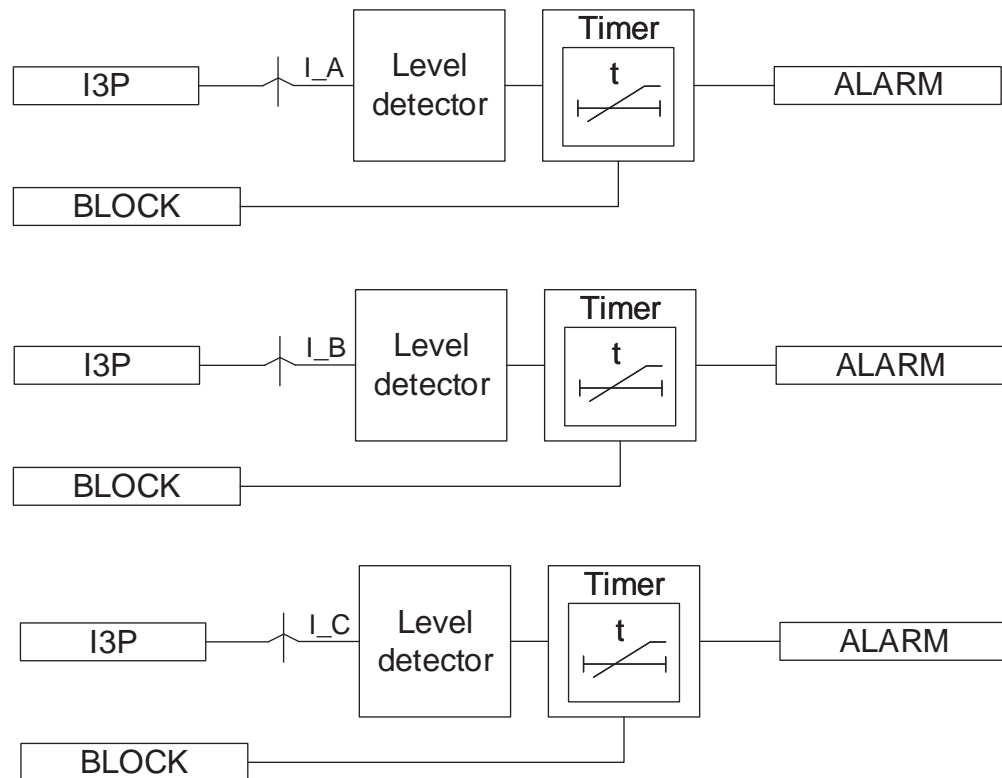 Timer
I3P
I_A
Level
detector
t
ALARM
BLOCK
Timer
I3P
I_B
Level
detector
t
ALARM
BLOCK
Timer
I3P
I_C
Level
detector
t
ALARM
BLOCK